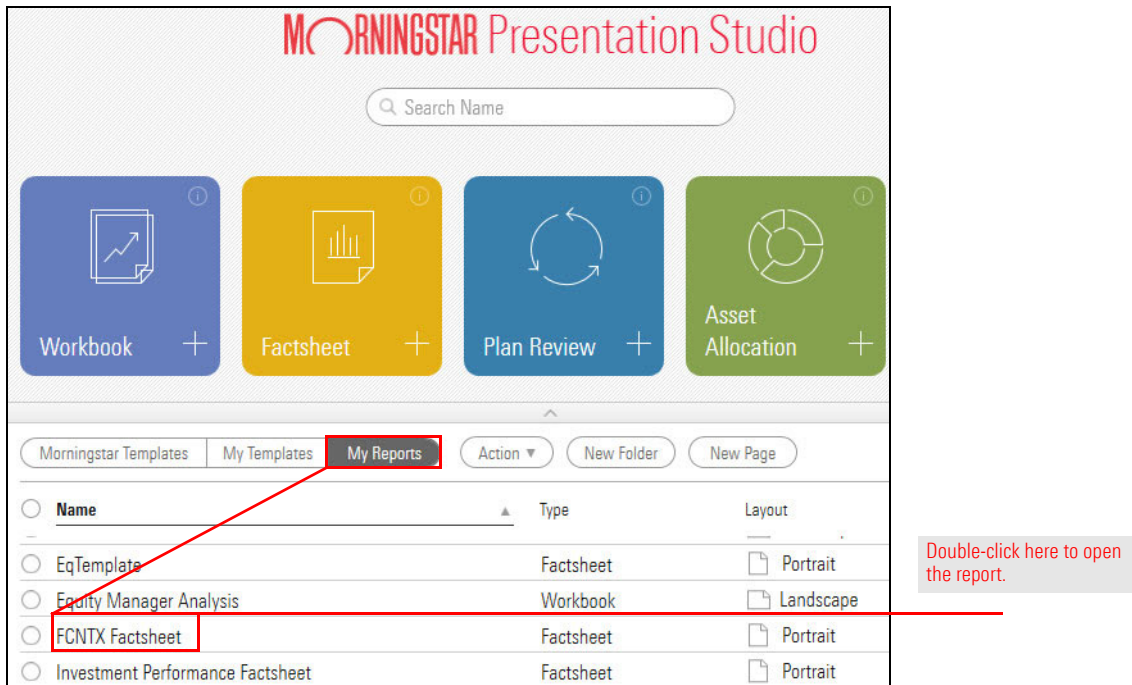 MORNINGSTAR Presentation Studio
Search Name
Workbook
Factsheet
Plan Review
Asset
Allocation
Morningstar Templates My Templates My Reports Action ▼ New Folder New Page
Name ▲ Type Layout
EqTemplate Factsheet Portrait
Equity Manager Analysis Workbook Landscape
FCNTX Factsheet Factsheet Portrait
Investment Performance Factsheet Factsheet Portrait
Double-click here to open
the report.